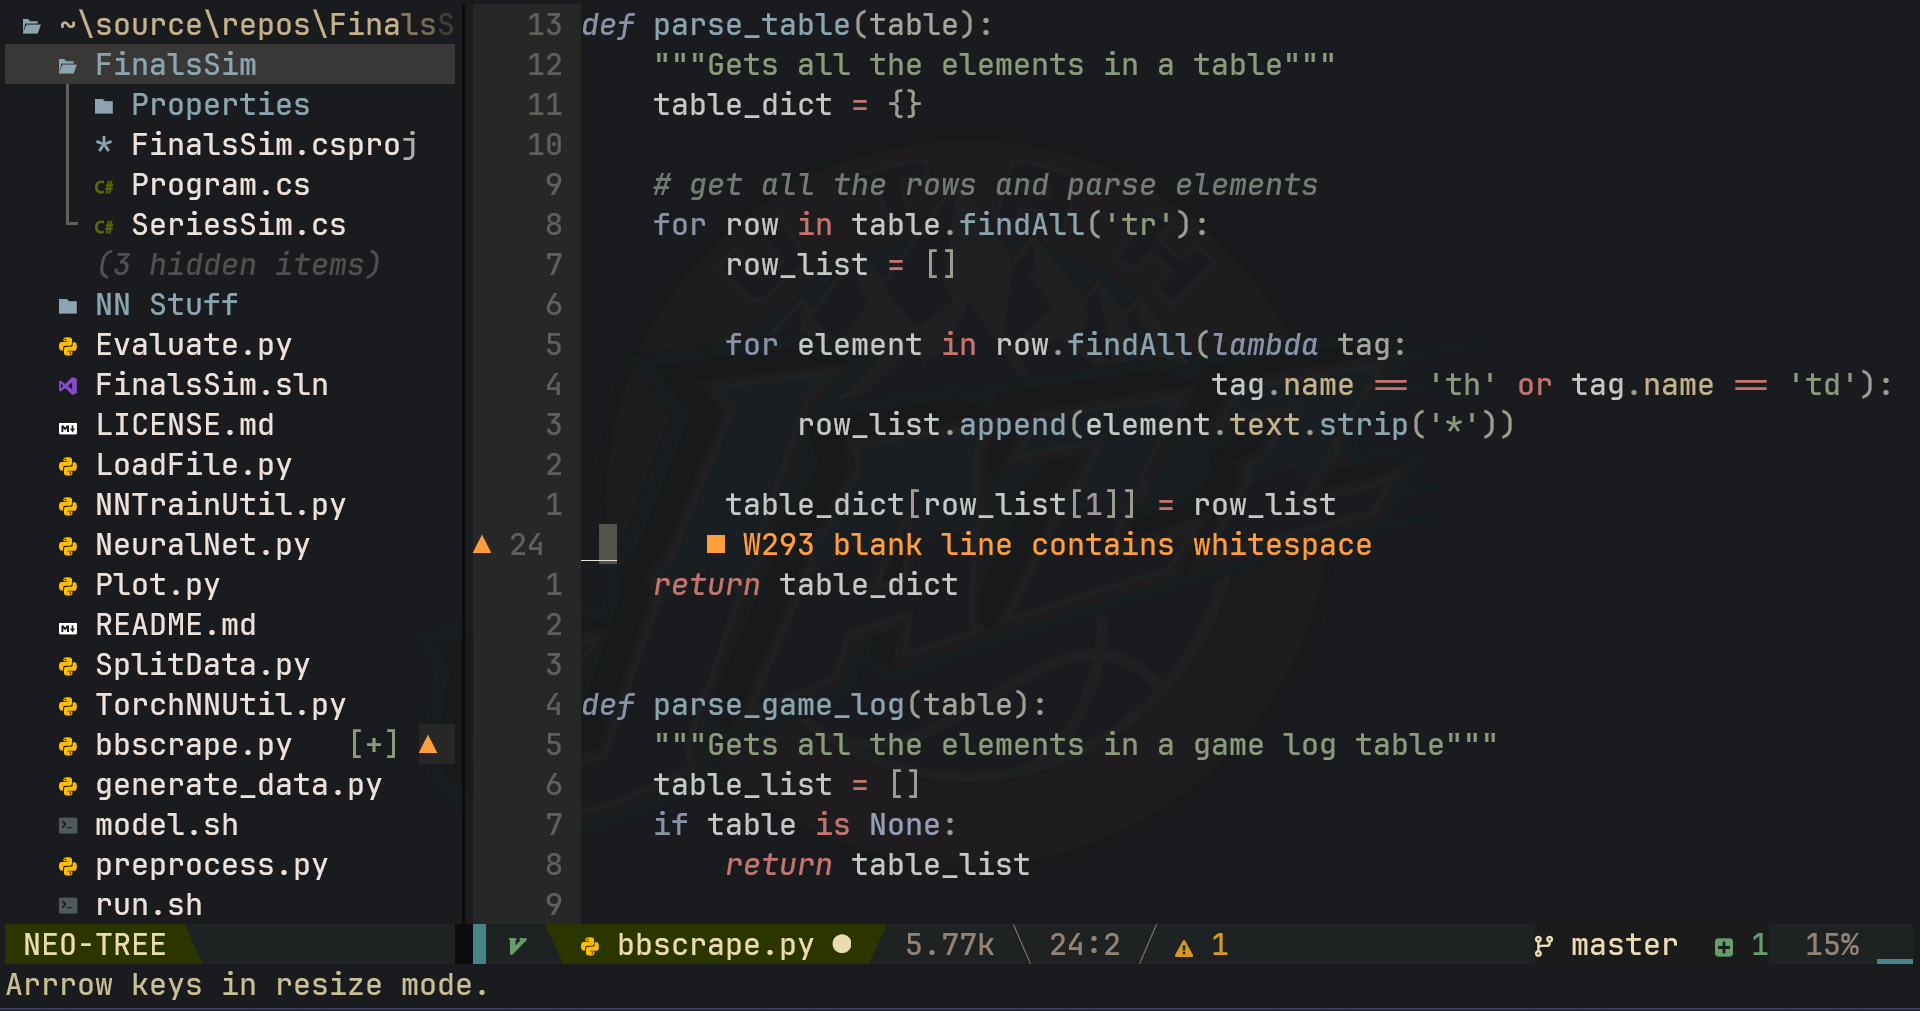 ~\source\repos\FinalsS
FinalsSim
Properties
* FinalsSim.csproj
C# Program.cs
C# SeriesSim.cs
(3 hidden items)
NN Stuff
Evaluate.py
FinalsSim.sln
LICENSE.md
LoadFile.py
NNTrainUtil.py
NeuralNet.py
Plot.py
README.md
SplitData.py
TorchNNUtil.py
bbscrape.py [+]
generate_data.py
model.sh
preprocess.py
run.sh
NEO-TREE
13 def parse_table(table):
12     """Gets all the elements in a table"""
11     table_dict = {}
10
9     # get all the rows and parse elements
8     for row in table.findAll('tr'):
7         row_list = []
6
5         for element in row.findAll(lambda tag:
4                                    tag.name == 'th' or tag.name == 'td'):
3             row_list.append(element.text.strip('*'))
2
1         table_dict[row_list[1]] = row_list
24 ■ W293 blank line contains whitespace
1     return table_dict
2
3
4 def parse_game_log(table):
5     """Gets all the elements in a game log table"""
6     table_list = []
7     if table is None:
8         return table_list
9
bbscrape.py ● 5.77k 24:2 1 master 1 15%
Arrrow keys in resize mode.